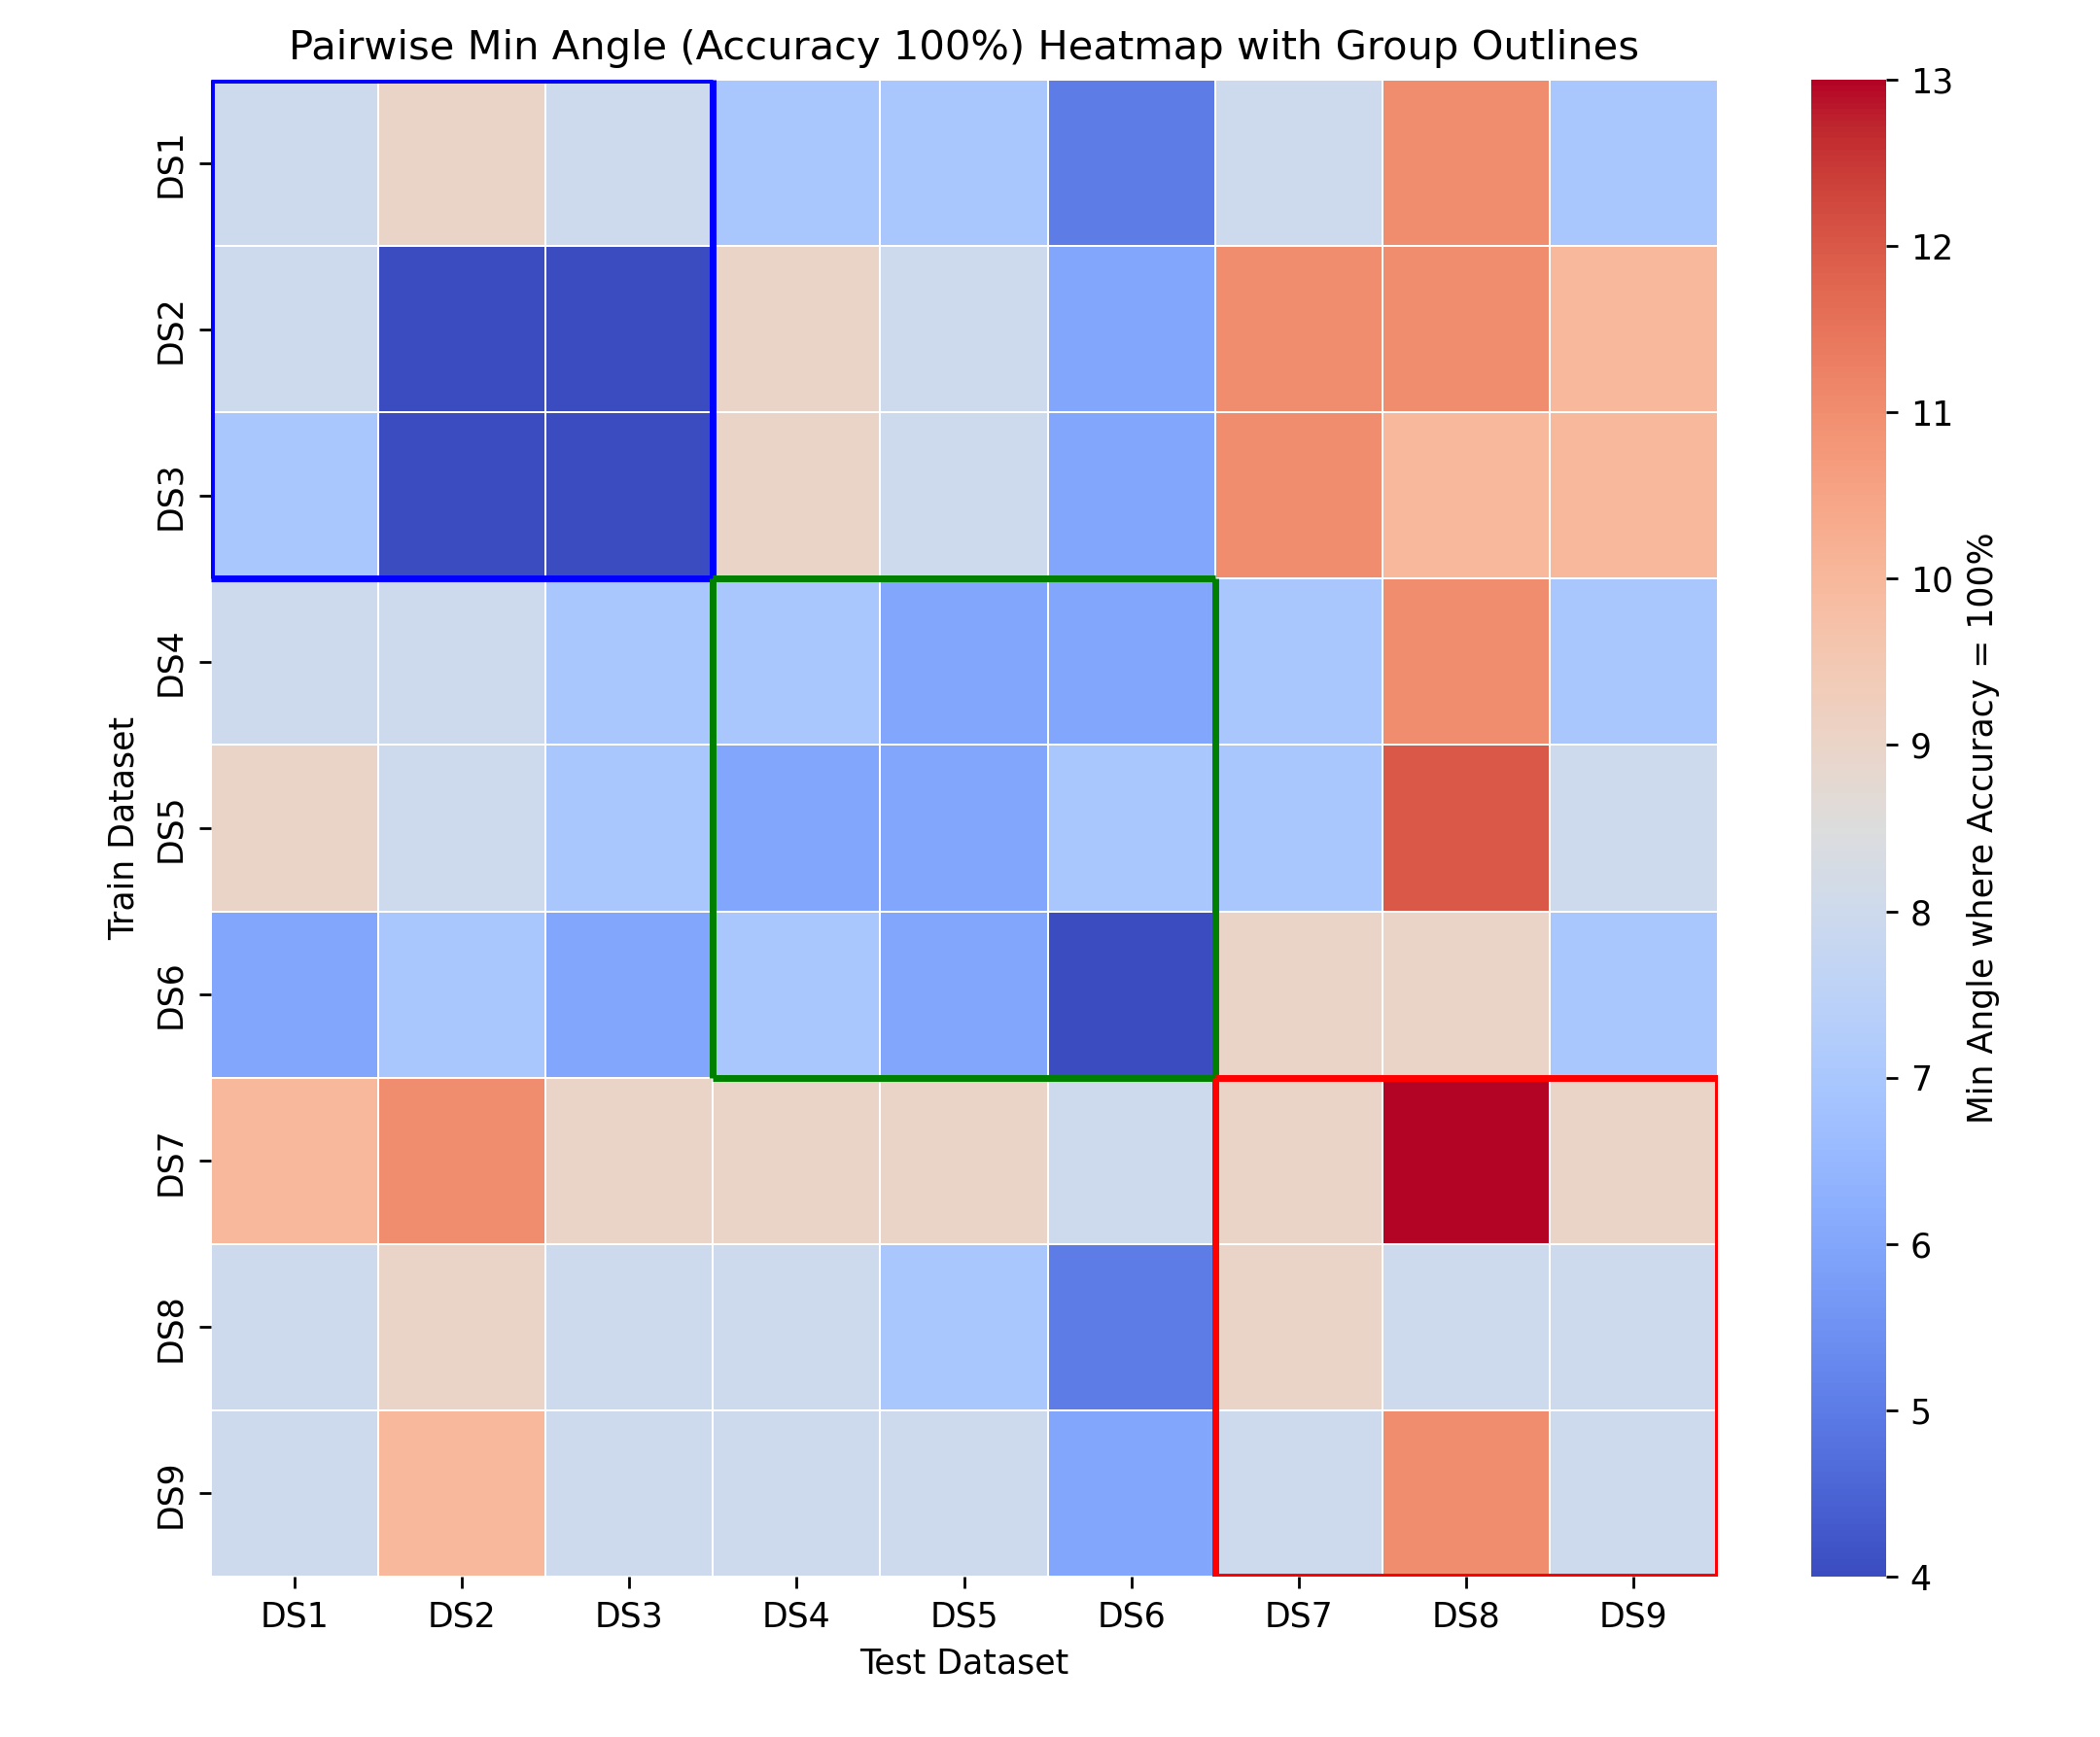 Pairwise Min Angle (Accuracy 100%) Heatmap with Group Outlines
Train Dataset
DS1
DS2
DS3
DS4
DS5
DS6
DS7
DS8
DS9
DS1 DS2 DS3 DS4 DS5 DS6 DS7 DS8 DS9
Test Dataset
13
12
11
10
9
8
7
6
5
4
Min Angle where Accuracy = 100%